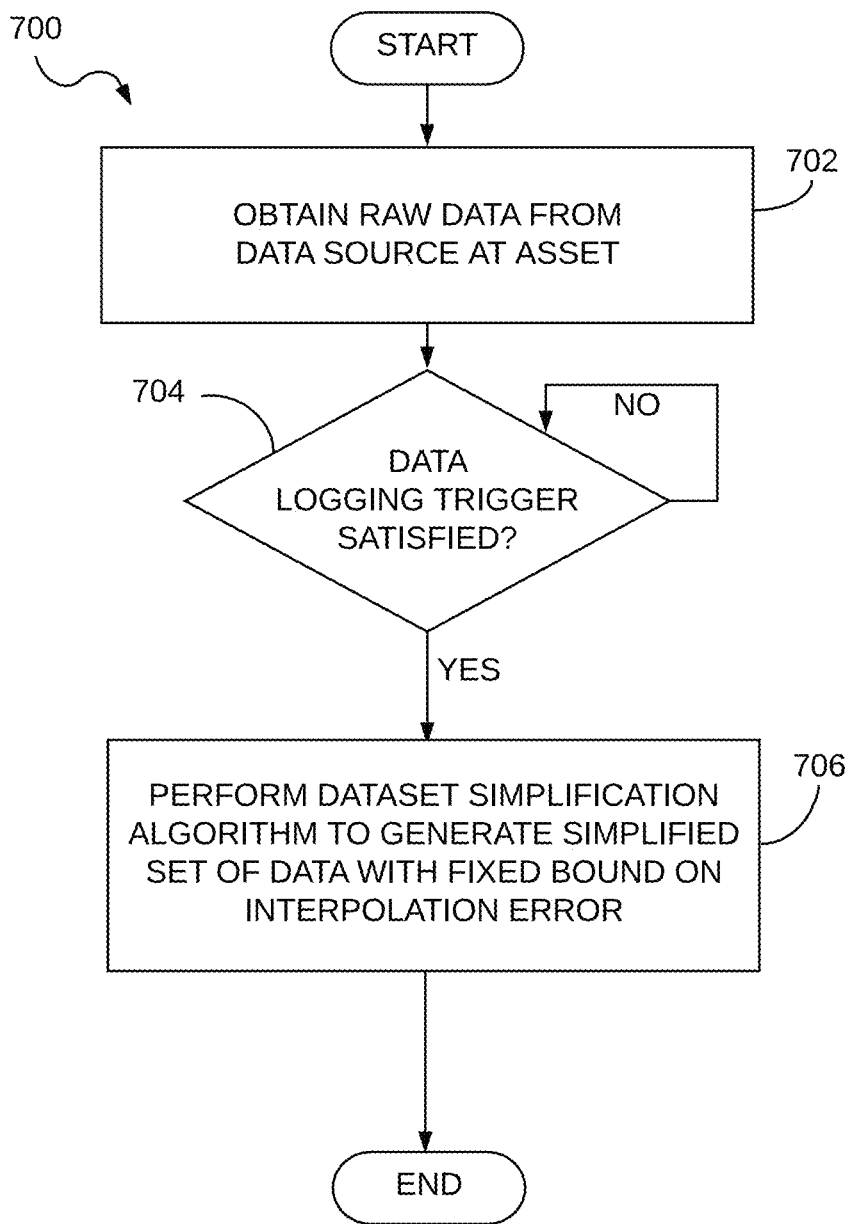 700
START
702
OBTAIN RAW DATA FROM
DATA SOURCE AT ASSET
704
NO
DATA
LOGGING TRIGGER
SATISFIED?
YES
706
PERFORM DATASET SIMPLIFICATION
ALGORITHM TO GENERATE SIMPLIFIED
SET OF DATA WITH FIXED BOUND ON
INTERPOLATION ERROR
END